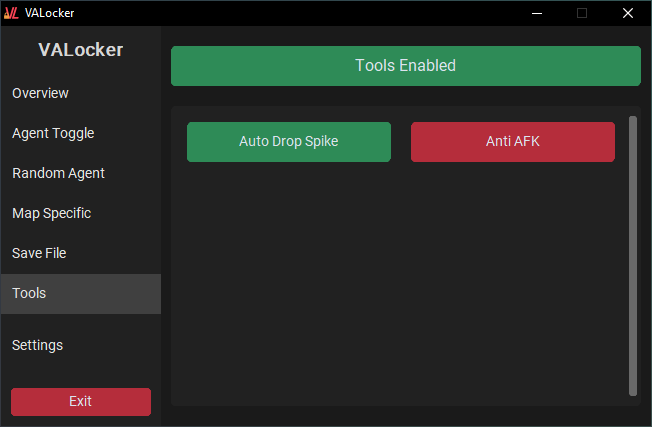 VALocker
VALocker
Overview
Agent Toggle
Random Agent
Map Specific
Save File
Tools
Settings
Exit
Tools Enabled
Auto Drop Spike
Anti AFK